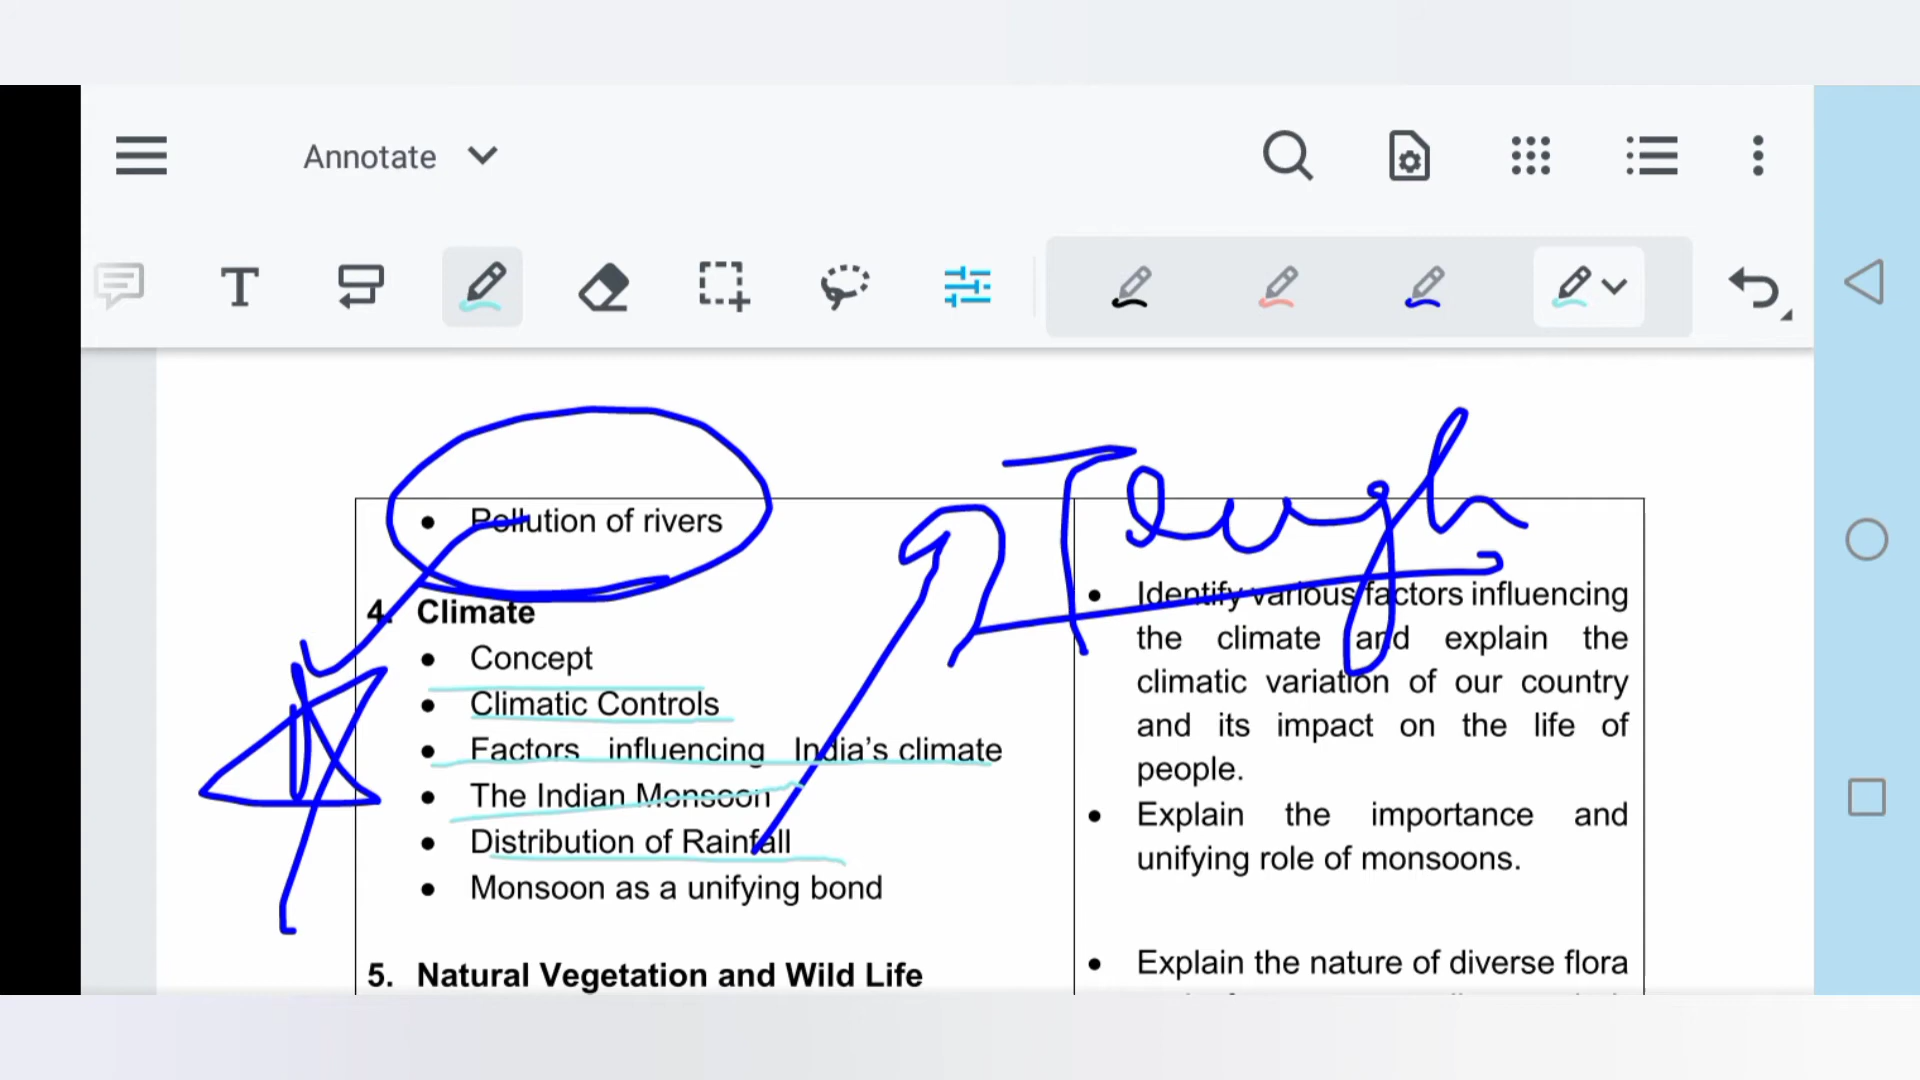 Annotate
T
Tough
• Pollution of rivers
4. Climate
• Concept
• Climatic Controls
• Factors influencing India’s climate
• The Indian Monsoon
• Distribution of Rainfall
• Monsoon as a unifying bond
5. Natural Vegetation and Wild Life
• Identify various factors influencing
the climate and explain the
climatic variation of our country
and its impact on the life of
people.
• Explain the importance and
unifying role of monsoons.
• Explain the nature of diverse flora